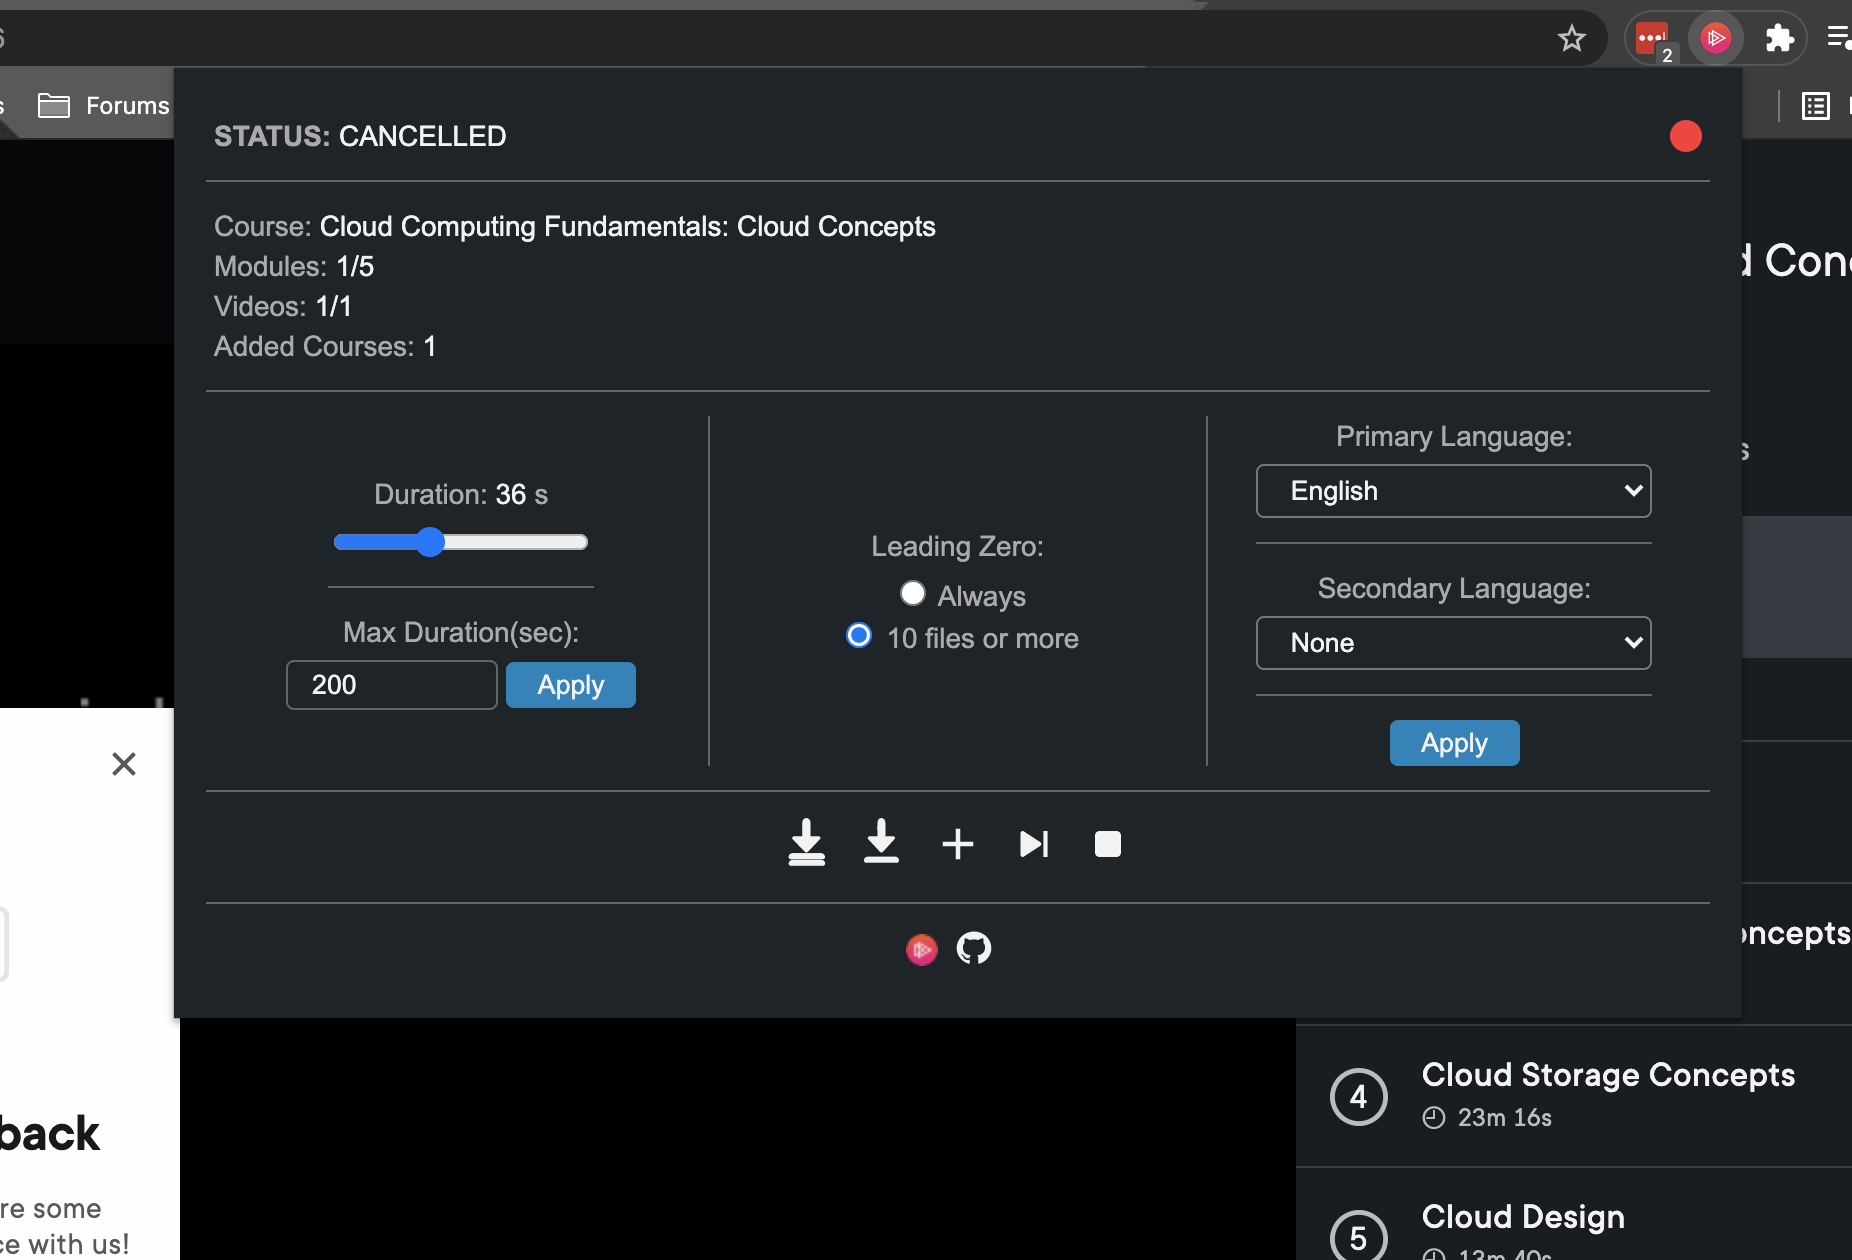 2
Forums
STATUS: CANCELLED
Course: Cloud Computing Fundamentals: Cloud Concepts
Modules: 1/5
Videos: 1/1
Added Courses: 1
Duration: 36 s
Max Duration(sec):
200
Apply
Leading Zero:
Always
10 files or more
Primary Language:
English
Secondary Language:
None
Apply
back
re some
ce with us!
d Con
oncepts
4
Cloud Storage Concepts
23m 16s
5
Cloud Design
13m 40s